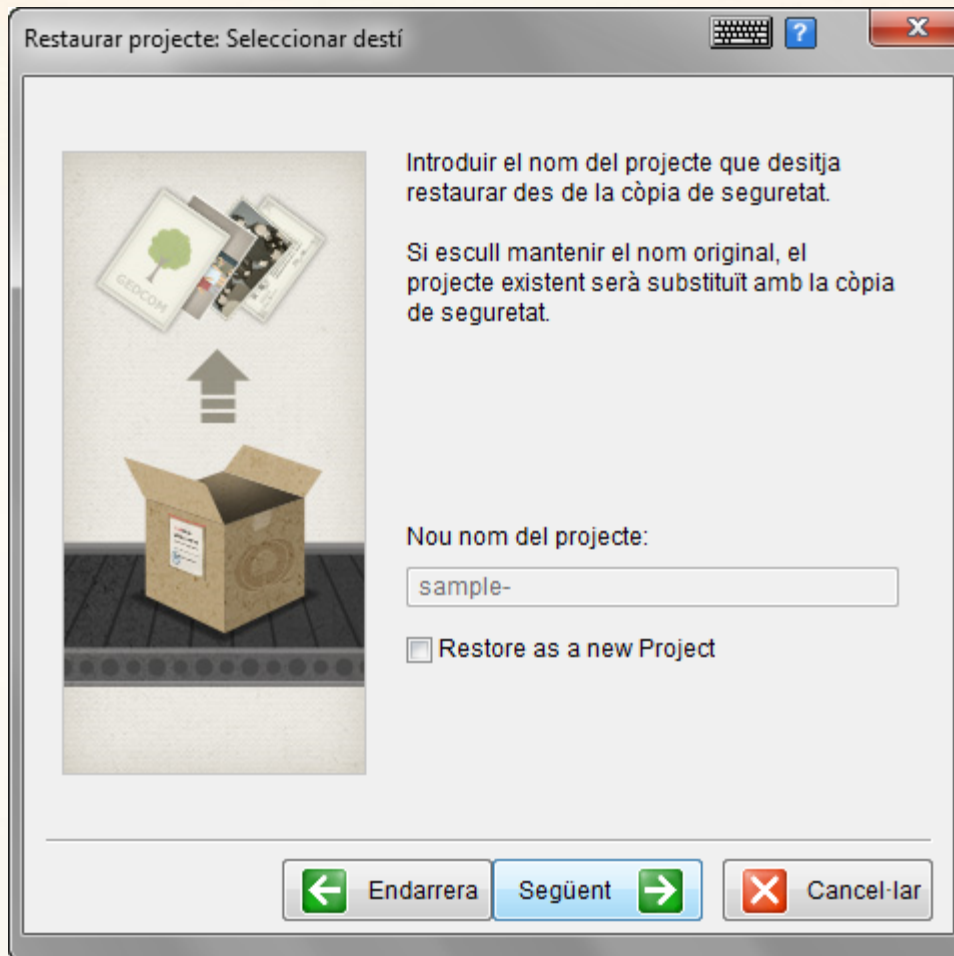 Restaurar projecte: Seleccionar destí
?
X
GEDCOM
Introduir el nom del projecte que desitja
restaurar des de la còpia de seguretat.
Si escull mantenir el nom original, el
projecte existent serà substituït amb la còpia
de seguretat.
Nou nom del projecte:
sample-
Restore as a new Project
Endarrera
Següent
Cancel·lar